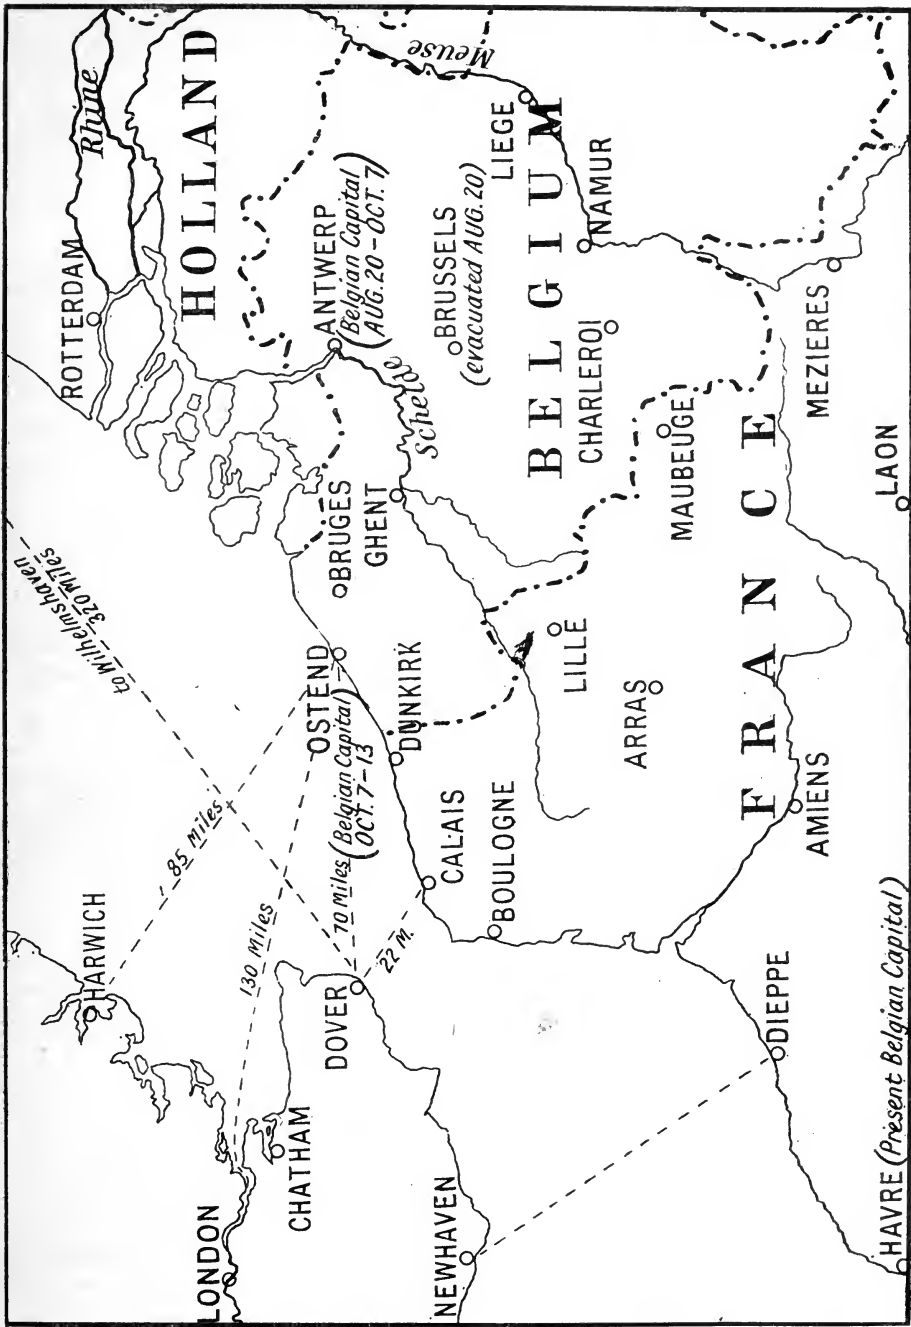 LONDON
HARWICH
CHATHAM
DOVER
NEWHAVEN
85 Miles
130 Miles
70 Miles
22 M.
to Wilhelmshaven
320 Miles
ROTTERDAM
Rhine
HOLLAND
Meuse
OSTEND
(Belgian Capital
OCT. 7-13)
BRUGES
GHENT
ANTWERP
(Belgian Capital
AUG. 20 - OCT. 7)
Schelde
BRUSSELS
(evacuated AUG. 20)
LIEGE
BELGIUM
NAMUR
CHARLEROI
DUNKIRK
CALAIS
BOULOGNE
LILLE
ARRAS
MAUBEUGE
FRANCE
MEZIERES
AMIENS
LAON
DIEPPE
HAVRE (Present Belgian Capital)